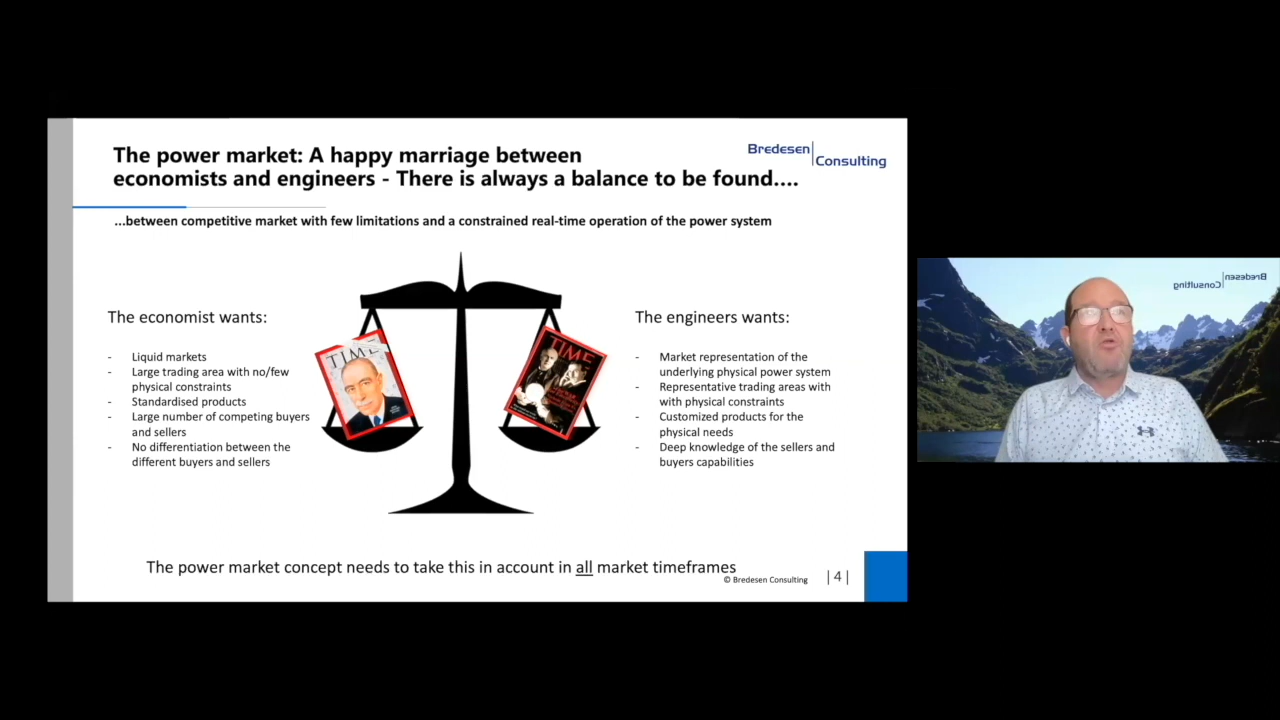 The power market: A happy marriage between
economists and engineers - There is always a balance to be found....
Bredesen
Consulting
...between competitive market with few limitations and a constrained real-time operation of the power system
The economist wants:
- Liquid markets
- Large trading area with no/few
physical constraints
- Standardised products
- Large number of competing buyers
and sellers
- No differentiation between the
different buyers and sellers
TIME
TIME
The engineers wants:
- Market representation of the
underlying physical power system
- Representative trading areas with
with physical constraints
- Customized products for the
physical needs
- Deep knowledge of the sellers and
buyers capabilities
The power market concept needs to take this in account in all market timeframes
© Bredesen Consulting
|4|
Bredesen
Consulting